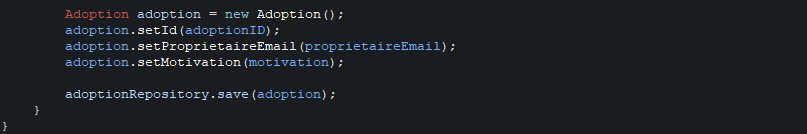 Adoption adoption = new Adoption();
adoption.setId(adoptionID);
adoption.setProprietaireEmail(proprietaireEmail);
adoption.setMotivation(motivation);
adoptionRepository.save(adoption);
}
}